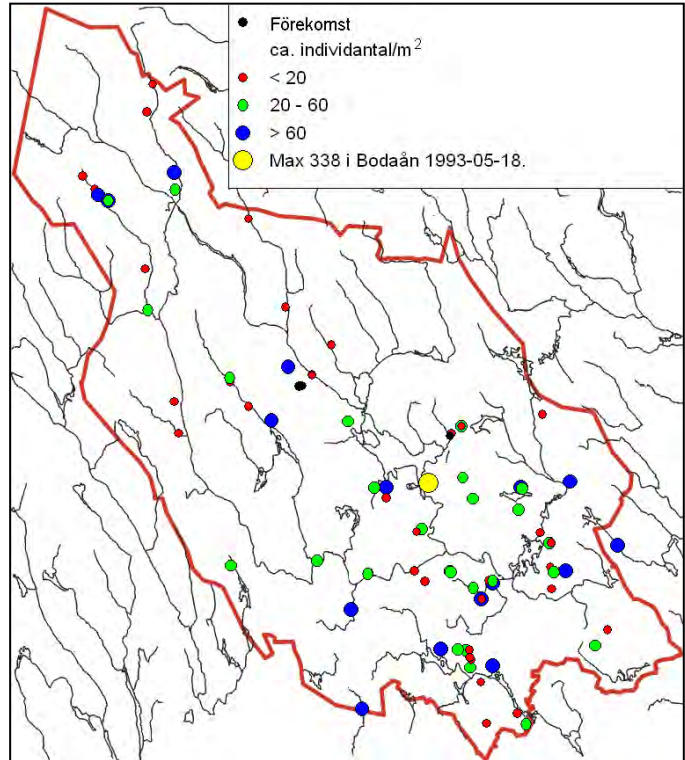 Förekomst
ca. individantal/m²
< 20
20 - 60
> 60
Max 338 i Bodaån 1993-05-18.